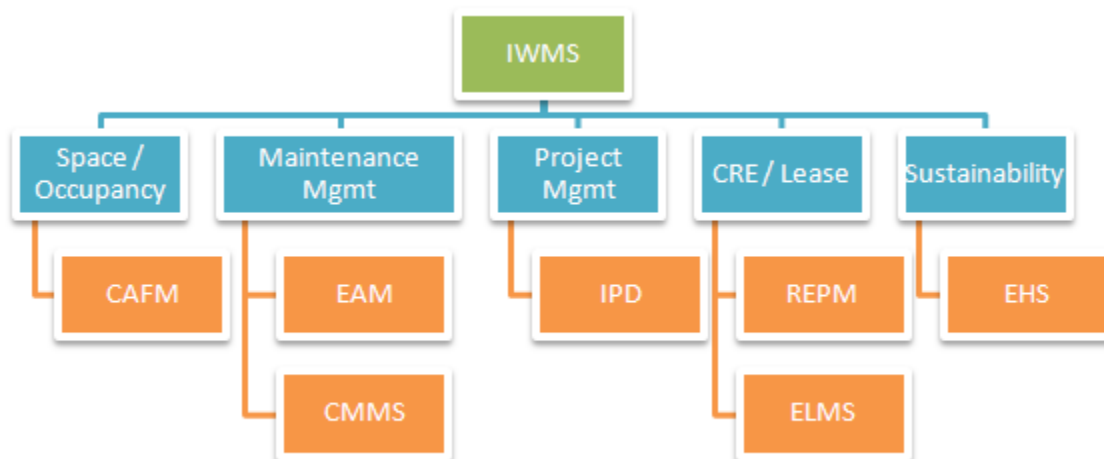 IWMS
Space /
Occupancy
Maintenance
Mgmt
Project
Mgmt
CRE / Lease
Sustainability
CAFM
EAM
IPD
REPM
EHS
CMMS
ELMS